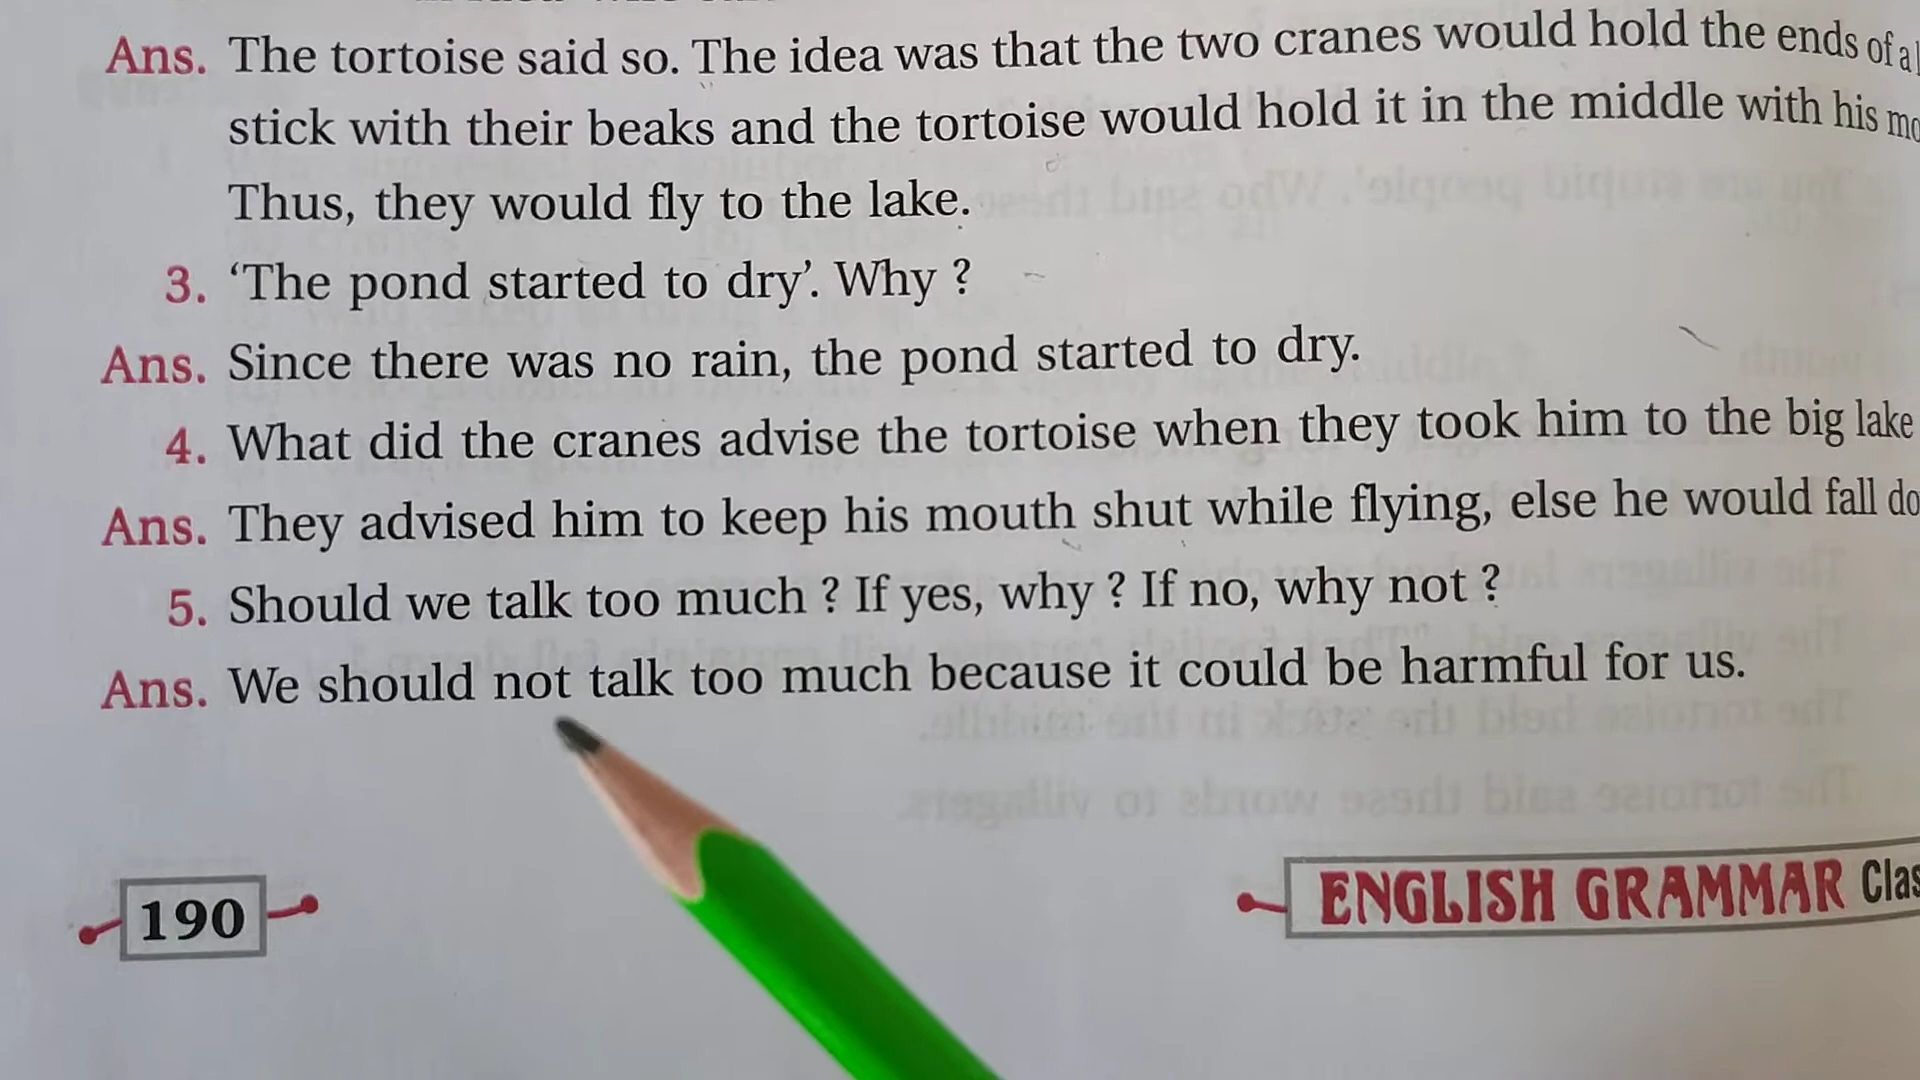 Ans. The tortoise said so. The idea was that the two cranes would hold the ends of a
stick with their beaks and the tortoise would hold it in the middle with his
Thus, they would fly to the lake.
3. ‘The pond started to dry’. Why ?
Ans. Since there was no rain, the pond started to dry.
4. What did the cranes advise the tortoise when they took him to the big lake
Ans. They advised him to keep his mouth shut while flying, else he would fall
5. Should we talk too much ? If yes, why ? If no, why not ?
Ans. We should not talk too much because it could be harmful for us.
190
ENGLISH GRAMMAR